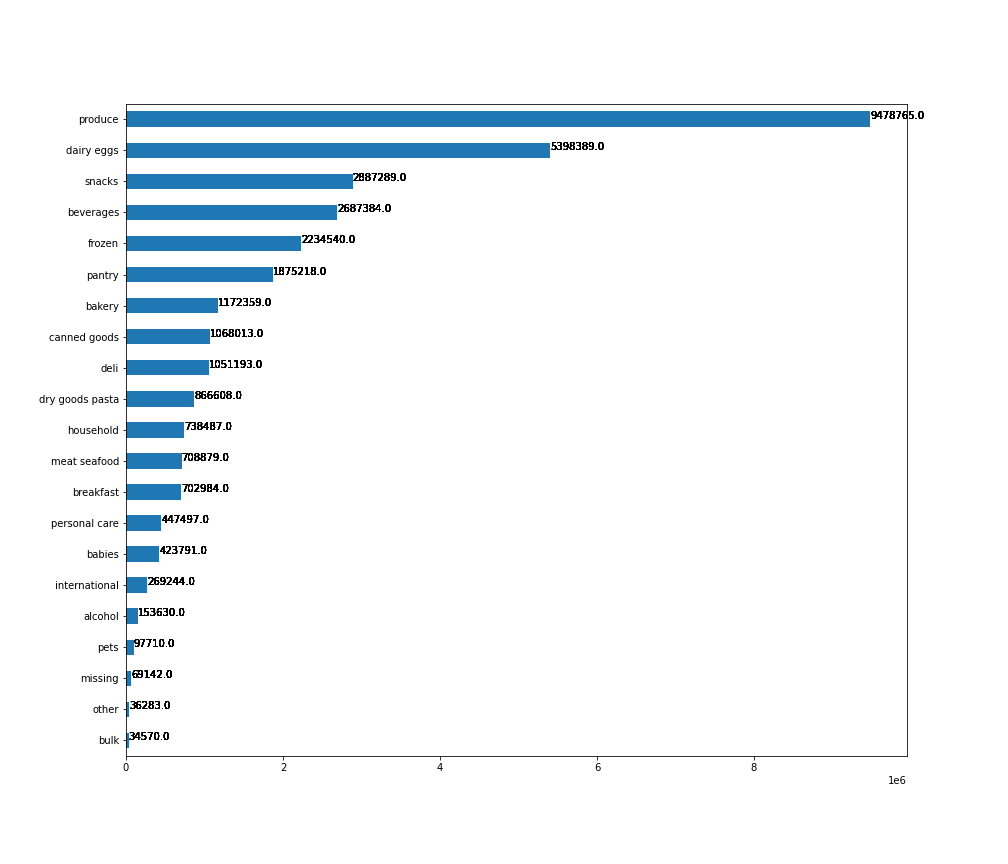 produce 9478765.0
dairy eggs 5398389.0
snacks 2887289.0
beverages 2687384.0
frozen 2234540.0
pantry 1875218.0
bakery 1172359.0
canned goods 1068013.0
deli 1051193.0
dry goods pasta 866608.0
household 738487.0
meat seafood 708879.0
breakfast 702984.0
personal care 447497.0
babies 423791.0
international 269244.0
alcohol 153630.0
pets 97710.0
missing 69142.0
other 36283.0
bulk 34570.0
0 2 4 6 8
1e6